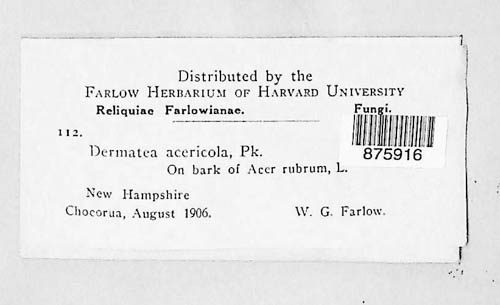 Distributed by the
Farlow Herbarium of Harvard University
Reliquiae Farlowianae. Fungi.
112.
875916
Dermatea acericola, Pk.
On bark of Acer rubrum, L.
New Hampshire
Chocorua, August 1906. W. G. Farlow.